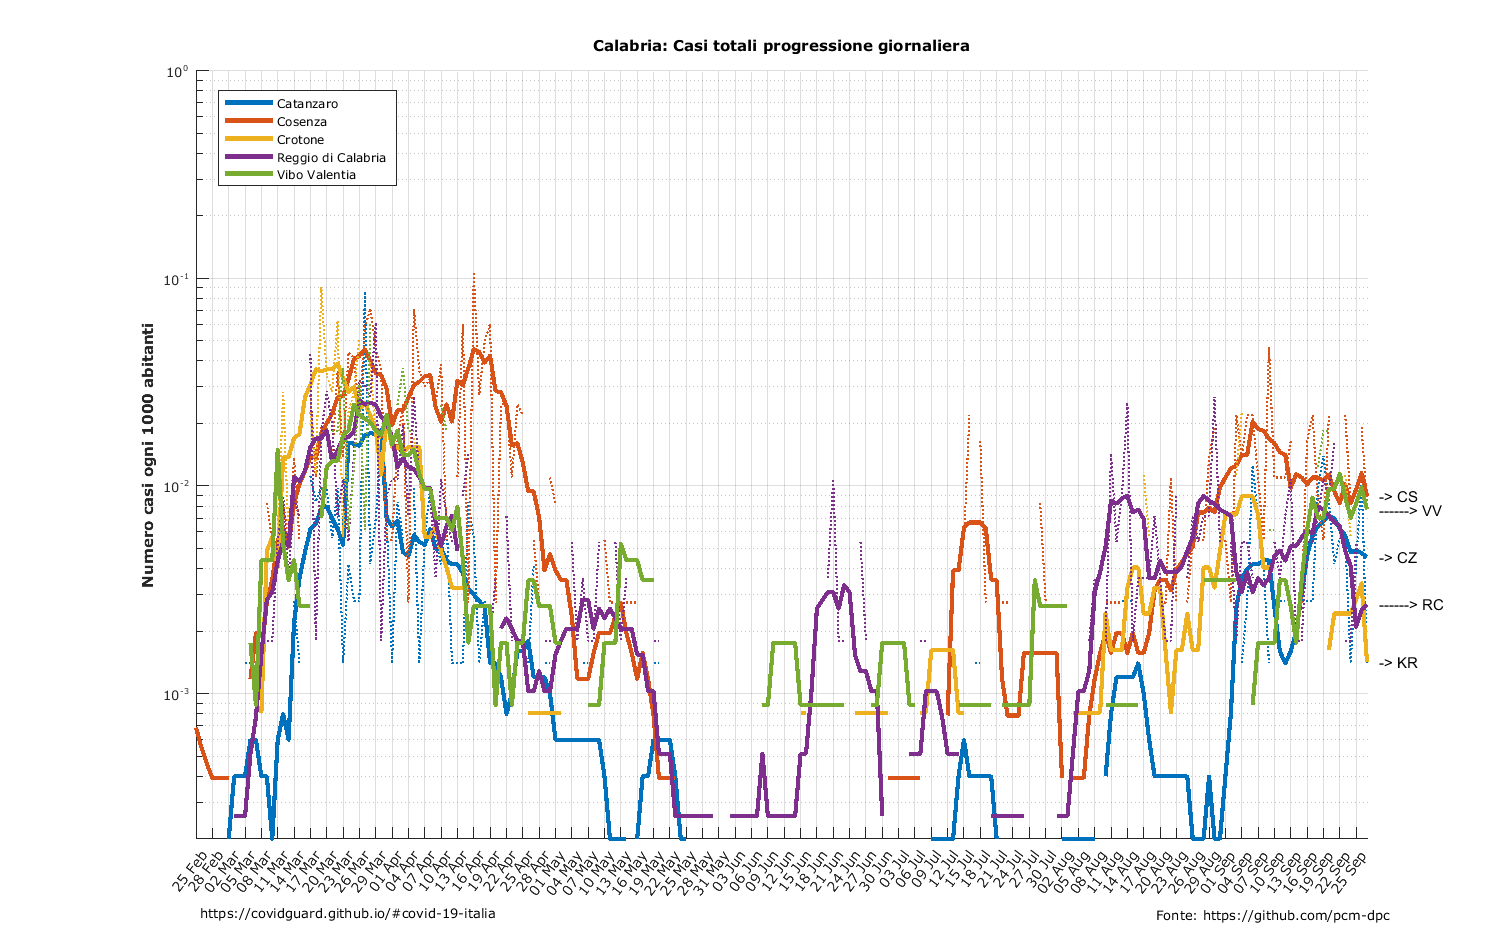 Calabria: Casi totali progressione giornaliera
Numero casi ogni 1000 abitanti
10^0
10^-1
10^-2
10^-3
Catanzaro
Cosenza
Crotone
Reggio di Calabria
Vibo Valentia
-> CS
------> VV
-> CZ
------> RC
-> KR
25 Feb
28 Feb
02 Mar
05 Mar
08 Mar
11 Mar
14 Mar
17 Mar
20 Mar
23 Mar
26 Mar
29 Mar
01 Apr
04 Apr
07 Apr
10 Apr
13 Apr
16 Apr
19 Apr
22 Apr
25 Apr
28 Apr
01 May
04 May
07 May
10 May
13 May
16 May
19 May
22 May
25 May
28 May
31 May
03 Jun
06 Jun
09 Jun
12 Jun
15 Jun
18 Jun
21 Jun
24 Jun
27 Jun
30 Jun
03 Jul
06 Jul
09 Jul
12 Jul
15 Jul
18 Jul
21 Jul
24 Jul
27 Jul
30 Jul
02 Aug
05 Aug
08 Aug
11 Aug
14 Aug
17 Aug
20 Aug
23 Aug
26 Aug
29 Aug
01 Sep
04 Sep
07 Sep
10 Sep
13 Sep
16 Sep
19 Sep
22 Sep
25 Sep
https://covidguard.github.io/#covid-19-italia
Fonte: https://github.com/pcm-dpc